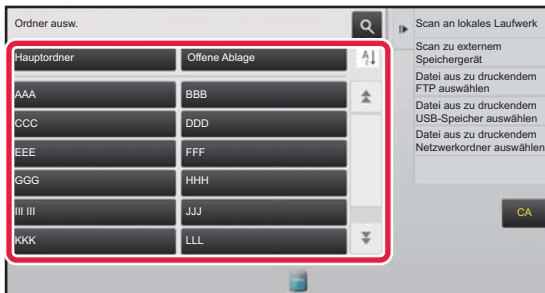 Ordner ausw.
Hauptordner
Offene Ablage
AAA
BBB
CCC
DDD
EEE
FFF
GGG
HHH
III III
JJJ
KKK
LLL
A
Z
Scan an lokales Laufwerk
Scan zu externem
Speichergerät
Datei aus zu druckendem
FTP auswählen
Datei aus zu druckendem
USB-Speicher auswählen
Datei aus zu druckendem
Netzwerkordner auswählen
CA